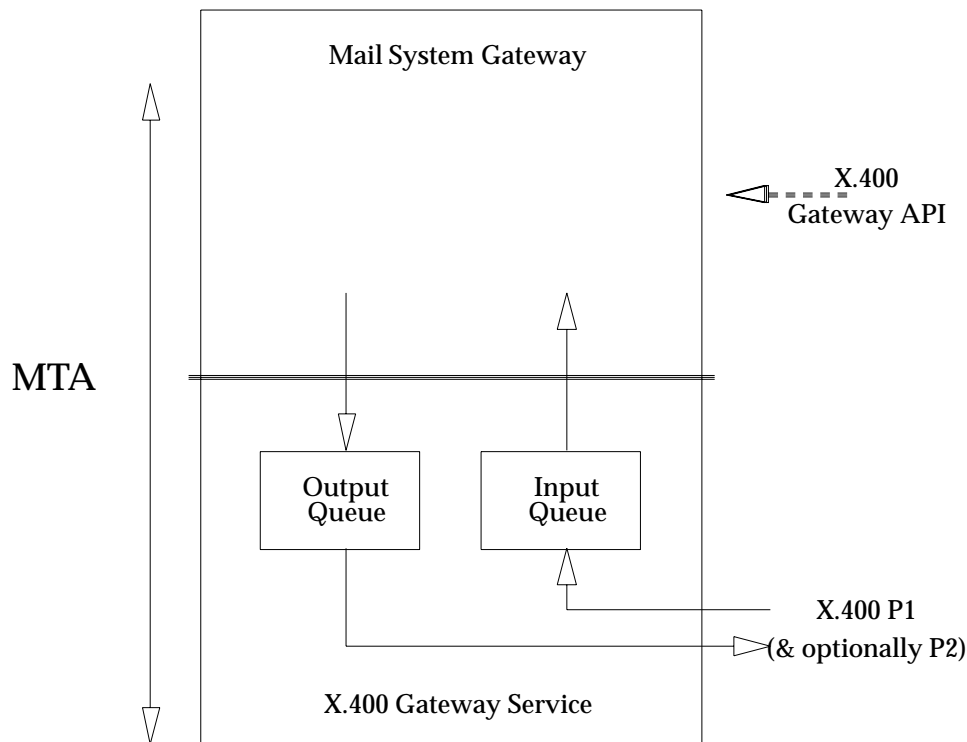 Mail System Gateway
X.400
Gateway API
MTA
Output
Queue
Input
Queue
X.400 P1
(& optionally P2)
X.400 Gateway Service